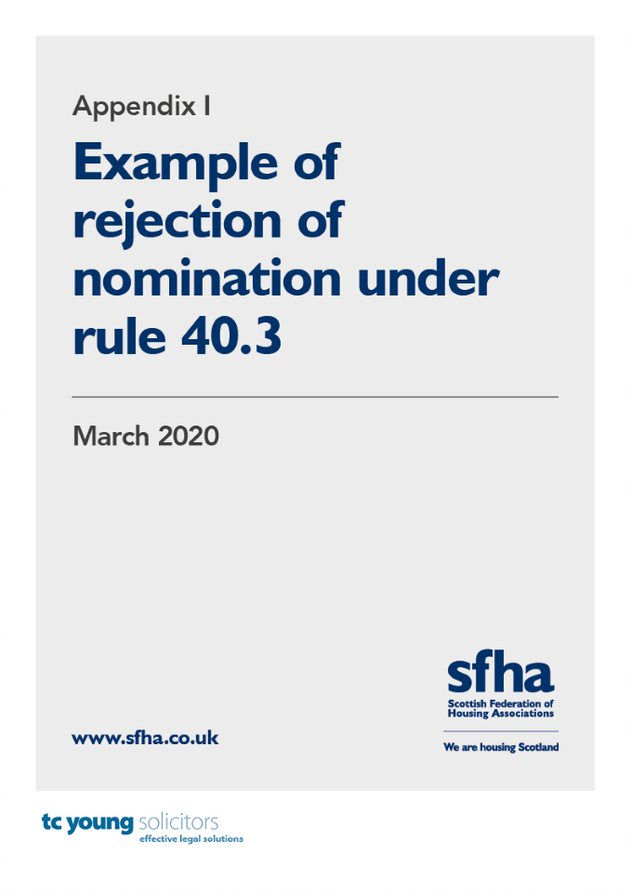 Appendix I
Example of
rejection of
nomination under
rule 40.3
March 2020
sfha
Scottish Federation of
Housing Associations
www.sfha.co.uk
We are housing Scotland
tc young solicitors
effective legal solutions